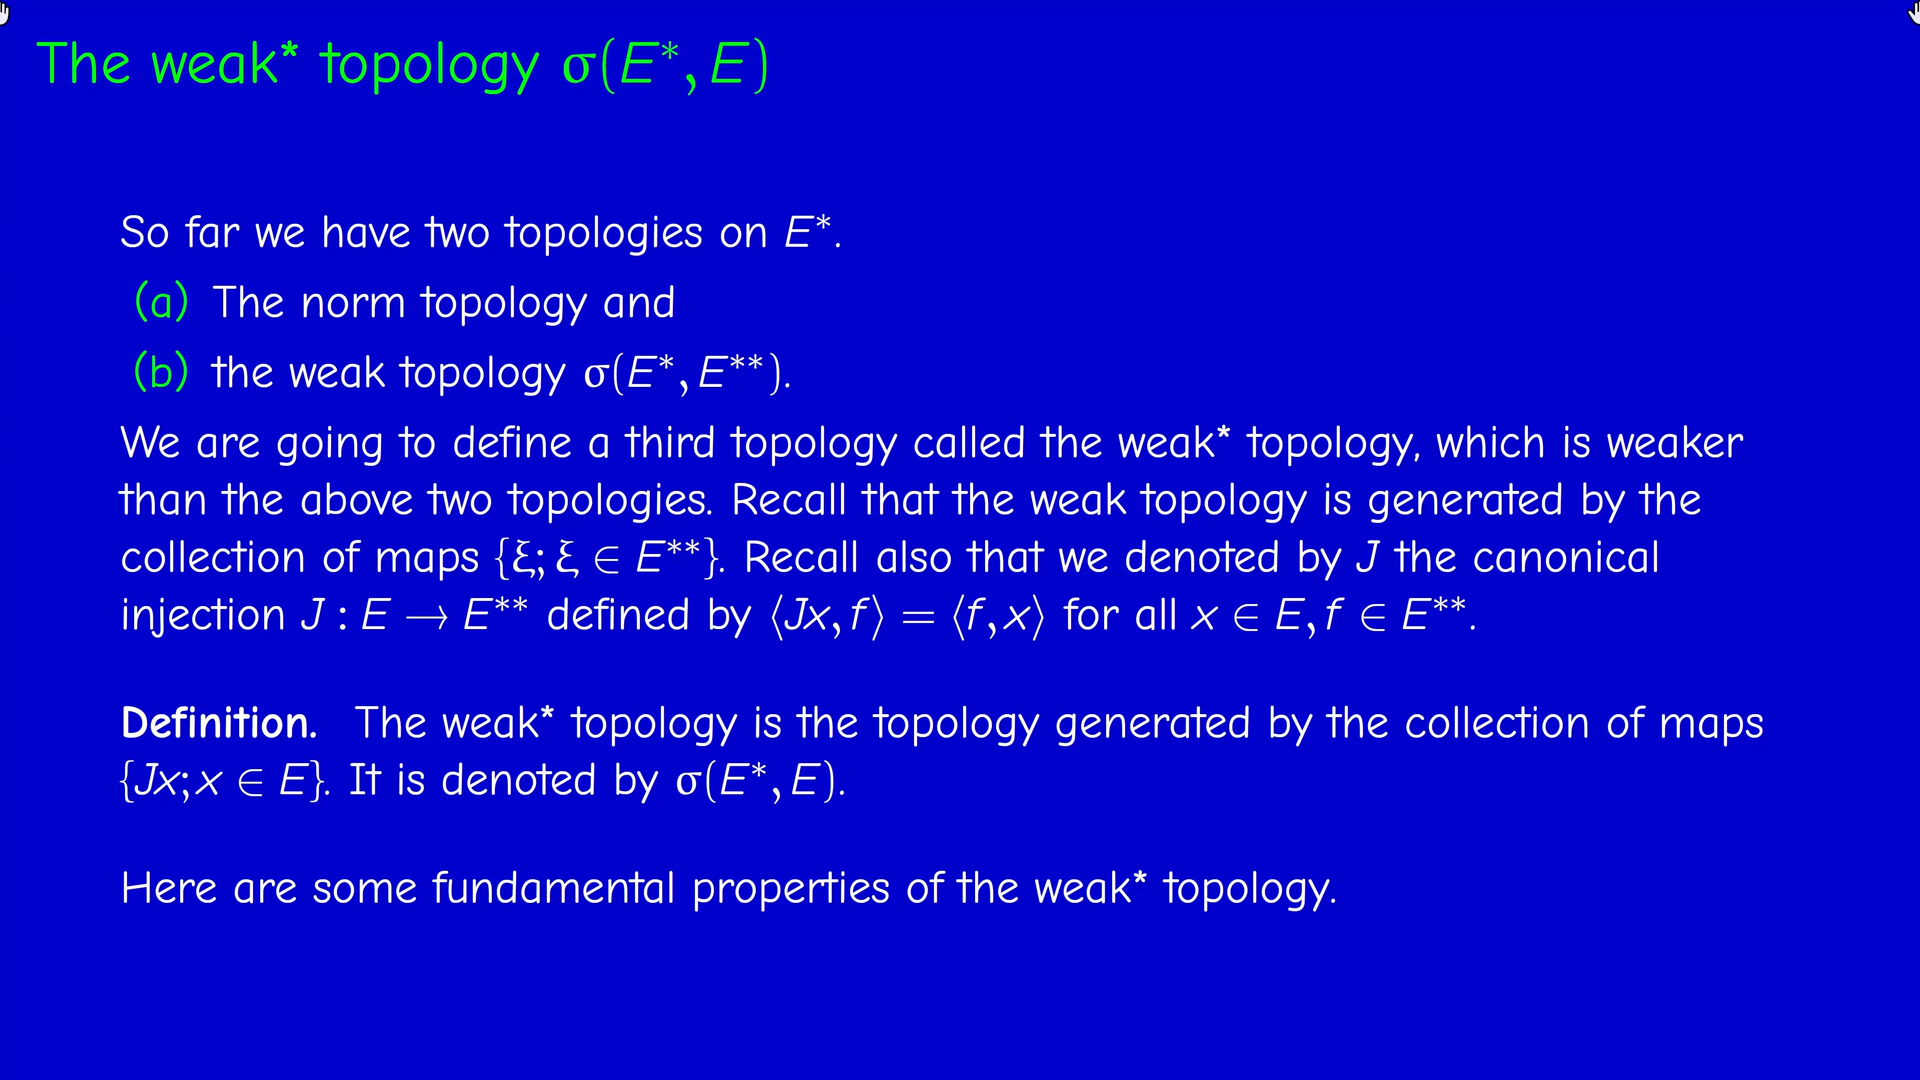 The weak* topology σ(E*, E)
So far we have two topologies on E*.
(a) The norm topology and
(b) the weak topology σ(E*, E**).
We are going to define a third topology called the weak* topology, which is weaker
than the above two topologies. Recall that the weak topology is generated by the
collection of maps {ξ; ξ ∈ E**}. Recall also that we denoted by J the canonical
injection J : E → E** defined by ⟨Jx, f⟩ = ⟨f, x⟩ for all x ∈ E, f ∈ E**.
Definition. The weak* topology is the topology generated by the collection of maps
{Jx; x ∈ E}. It is denoted by σ(E*, E).
Here are some fundamental properties of the weak* topology.